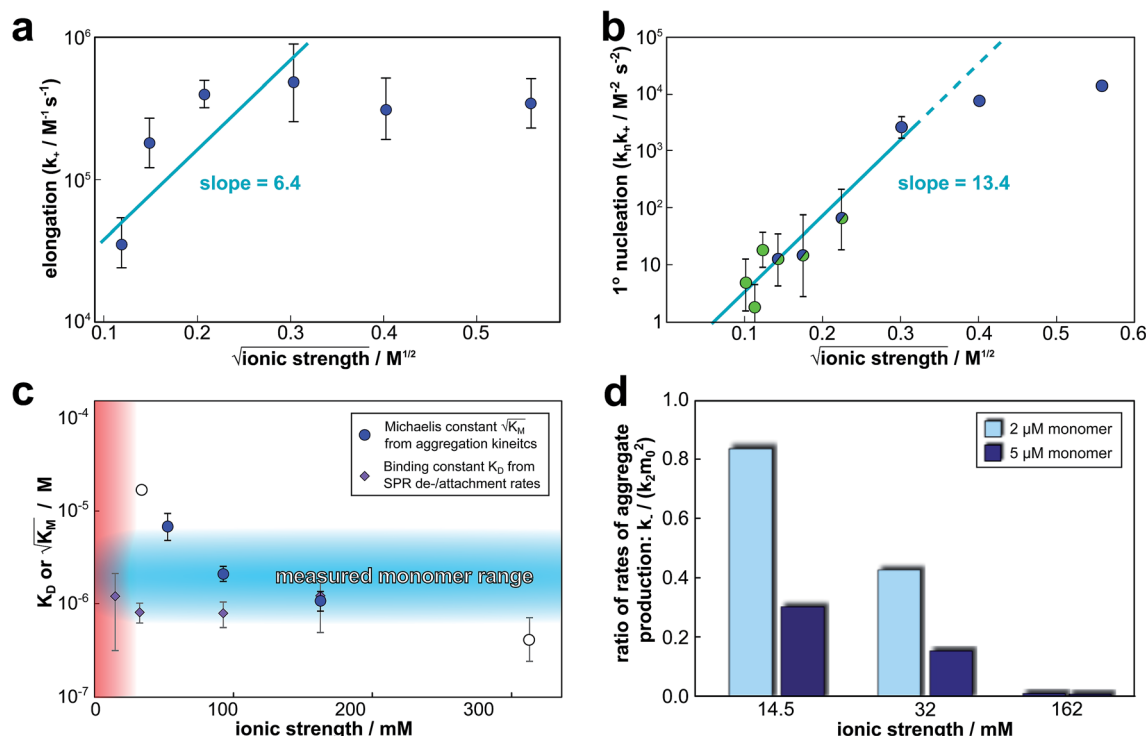 a
10⁶
10⁵
10⁴
elongation (k₊ / M⁻¹ s⁻¹)
slope = 6.4
0.1 0.2 0.3 0.4 0.5
√ionic strength / M¹/²
b
10⁵
10⁴
10³
10²
10
1
1° nucleation (kₙk₊ / M⁻² s⁻²)
slope = 13.4
0.1 0.2 0.3 0.4 0.5 0.6
√ionic strength / M¹/²
c
10⁻⁴
10⁻⁵
10⁻⁶
10⁻⁷
K_D or √K_M / M
Michaelis constant √K_M
from aggregation kineitcs
Binding constant K_D from
SPR de-/attachment rates
measured monomer range
0 100 200 300
ionic strength / mM
d
1.0
0.8
0.6
0.4
0.2
0.0
ratio of rates of aggregate
production: k₋ / (k₂m₀²)
2 µM monomer
5 µM monomer
14.5 32 162
ionic strength / mM